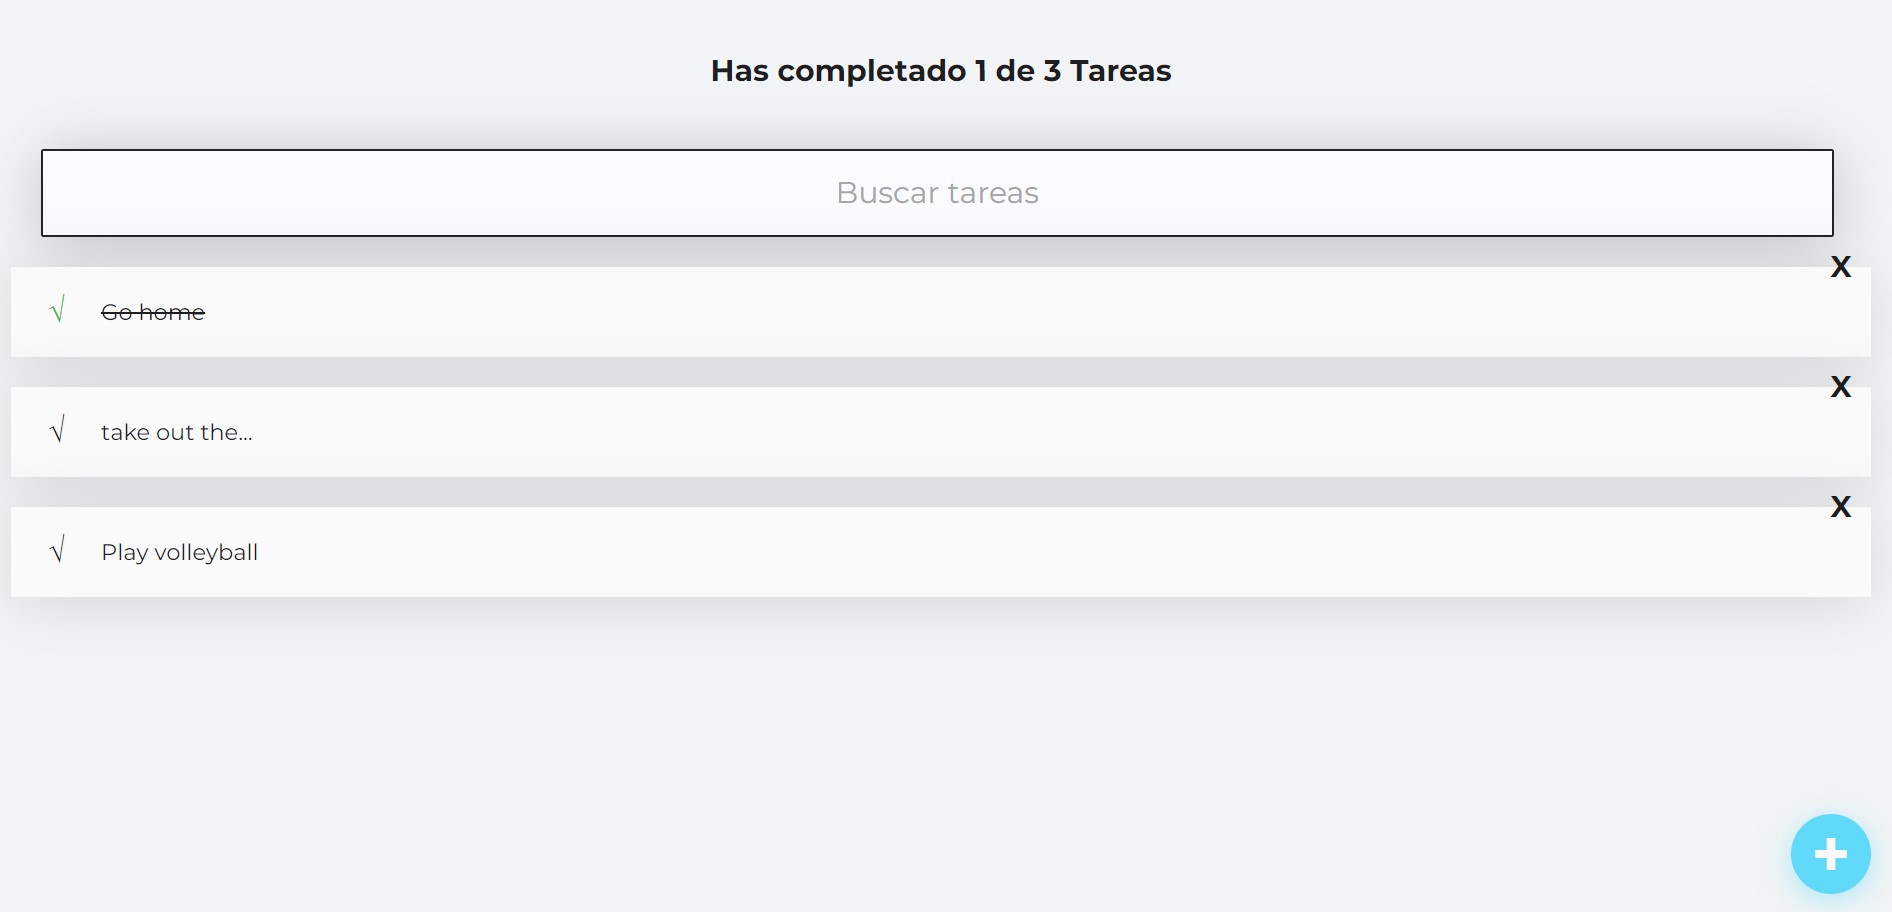 Has completado 1 de 3 Tareas
Buscar tareas
X
√ Go home
X
√ take out the...
X
√ Play volleyball
+